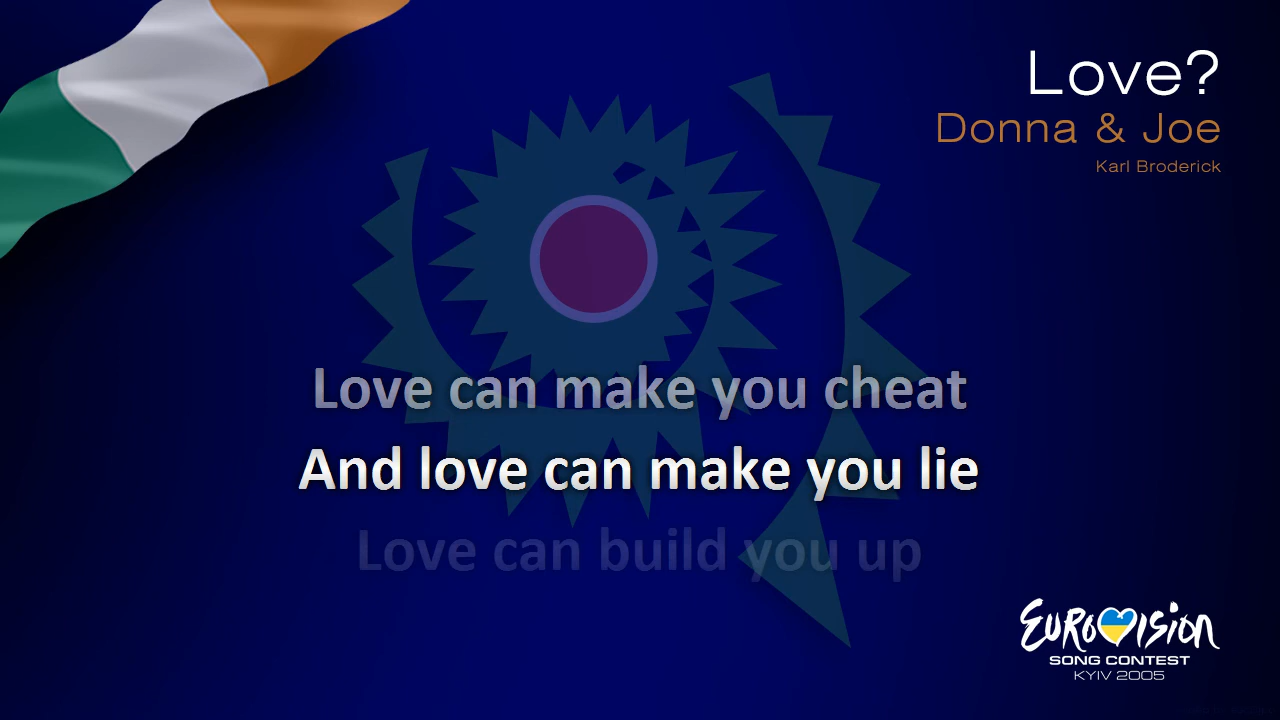 Love?
Donna & Joe
Karl Broderick
Love can make you cheat
And love can make you lie
Love can build you up
EUROVISION
SONG CONTEST
KYIV 2005